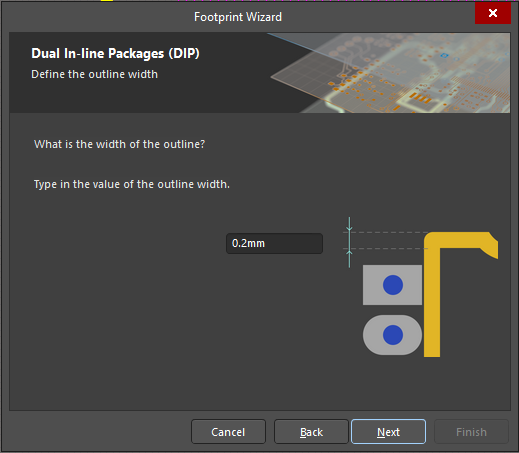 Footprint Wizard
Dual In-line Packages (DIP)
Define the outline width
What is the width of the outline?
Type in the value of the outline width.
0.2mm
Cancel
Back
Next
Finish